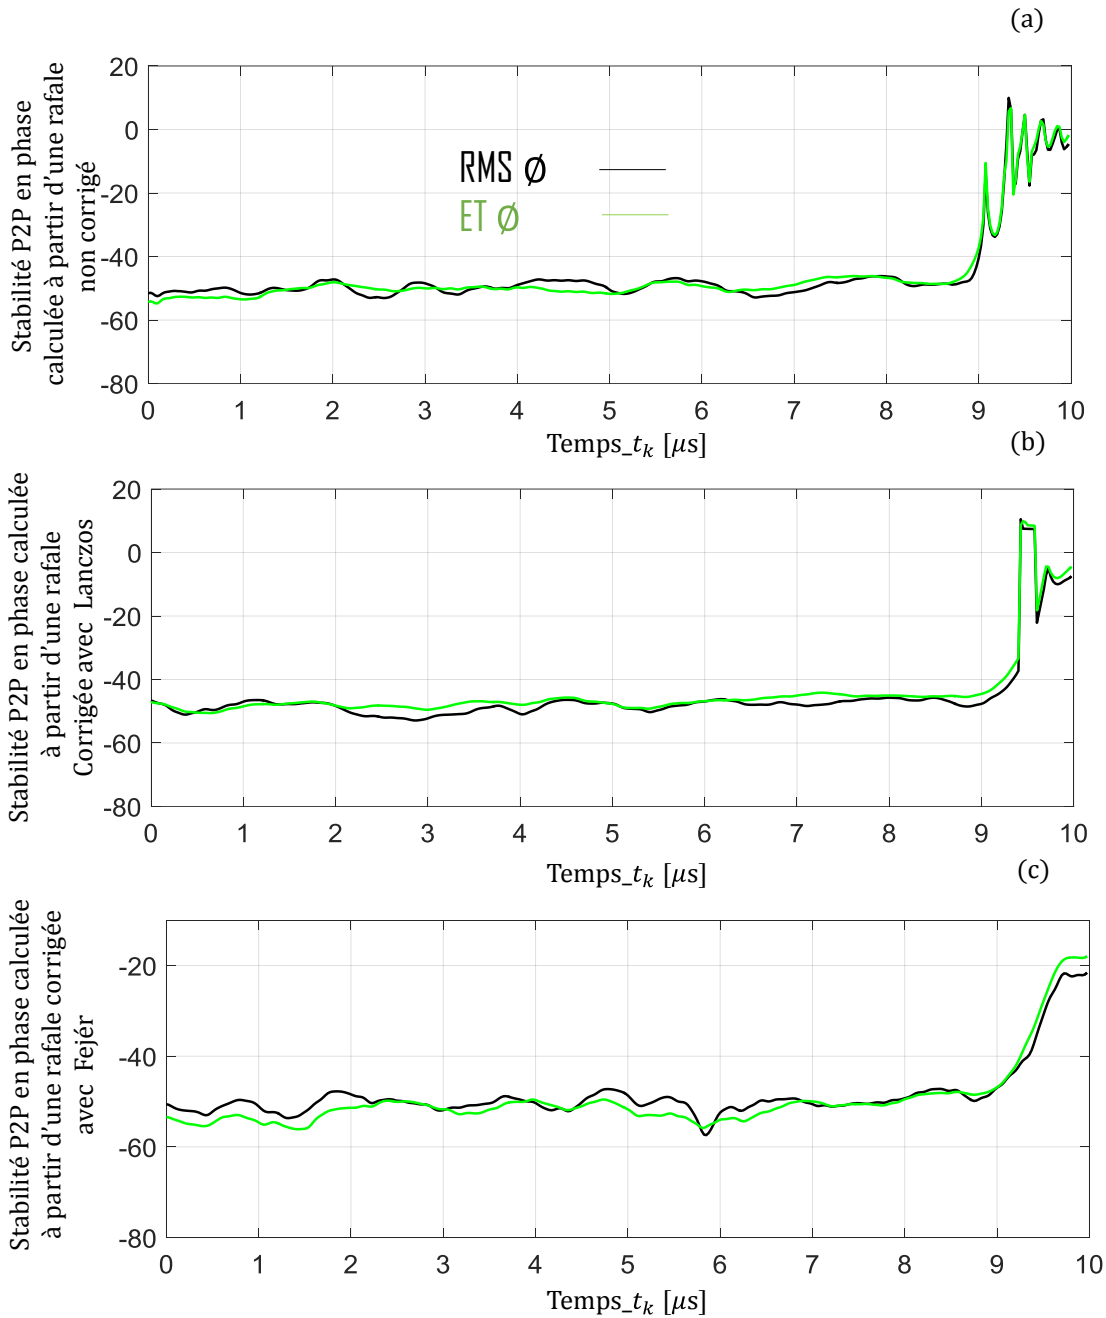 (a)
Stabilité P2P en phase
calculée à partir d'une rafale
non corrigé
20
0
-20
-40
-60
-80
RMS Ø
ET Ø
0 1 2 3 4 5 6 7 8 9 10
Temps_t_k [μs]
(b)
Stabilité P2P en phase calculée
à partir d'une rafale
Corrigée avec Lanczos
20
0
-20
-40
-60
-80
0 1 2 3 4 5 6 7 8 9 10
Temps_t_k [μs]
(c)
Stabilité P2P en phase calculée
à partir d'une rafale corrigée
avec Fejér
-20
-40
-60
-80
0 1 2 3 4 5 6 7 8 9 10
Temps_t_k [μs]